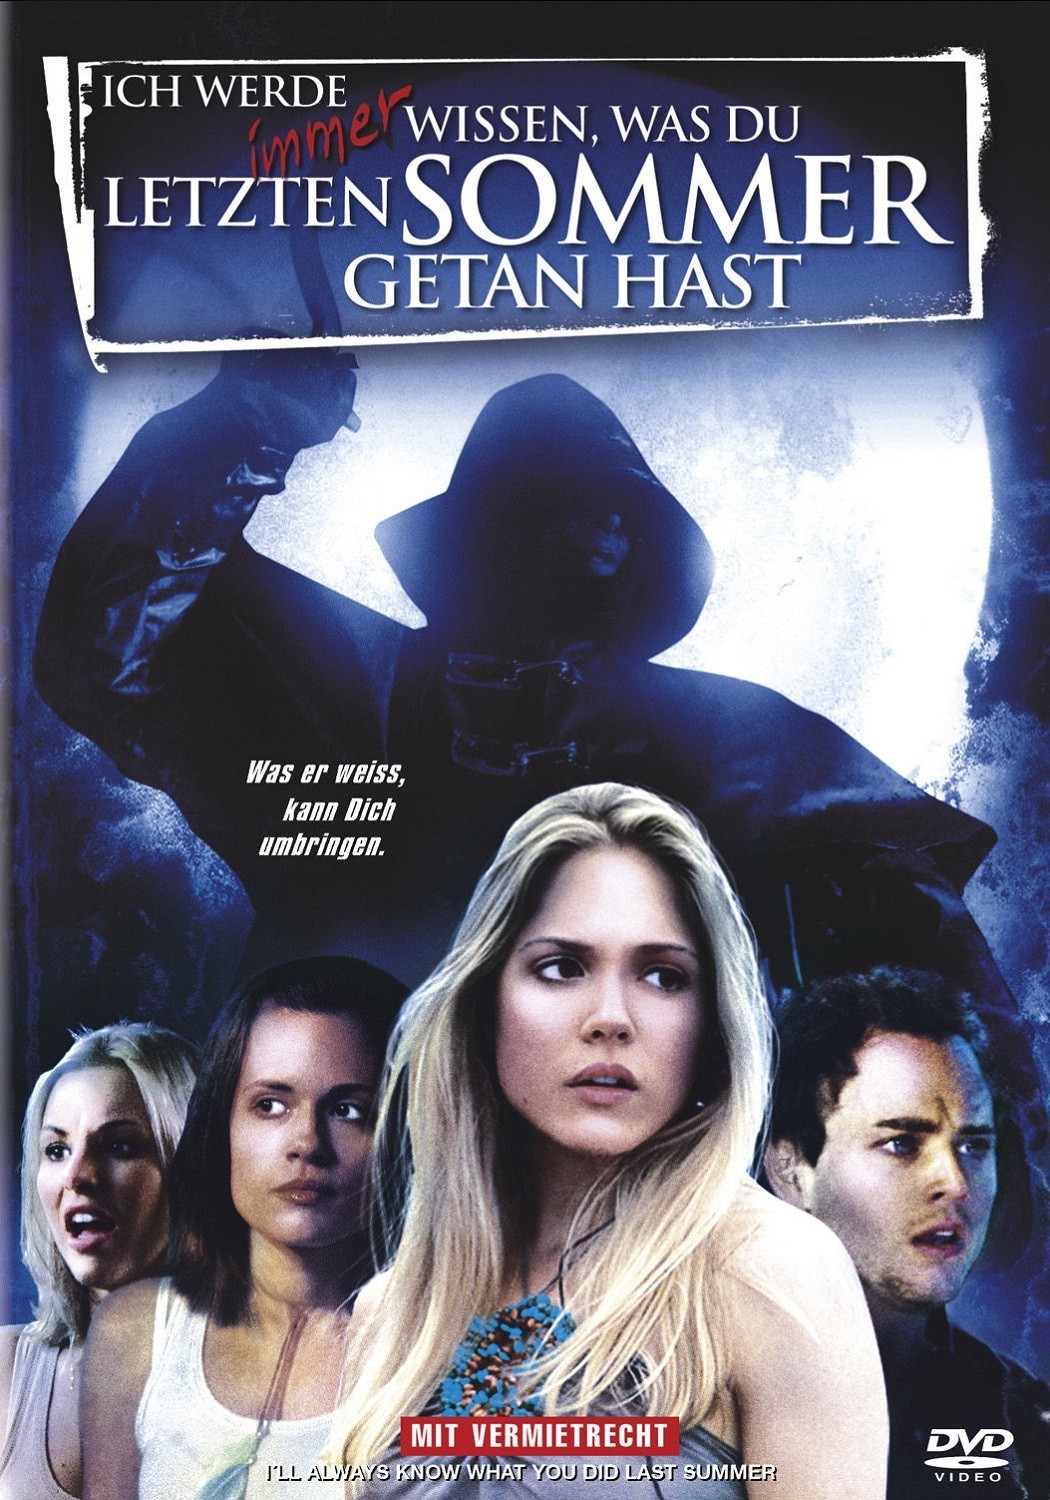 ICH WERDE
immer WISSEN, WAS DU
LETZTEN SOMMER
GETAN HAST
Was er weiss,
kann Dich
umbringen.
MIT VERMIETRECHT
I'LL ALWAYS KNOW WHAT YOU DID LAST SUMMER
DVD
VIDEO